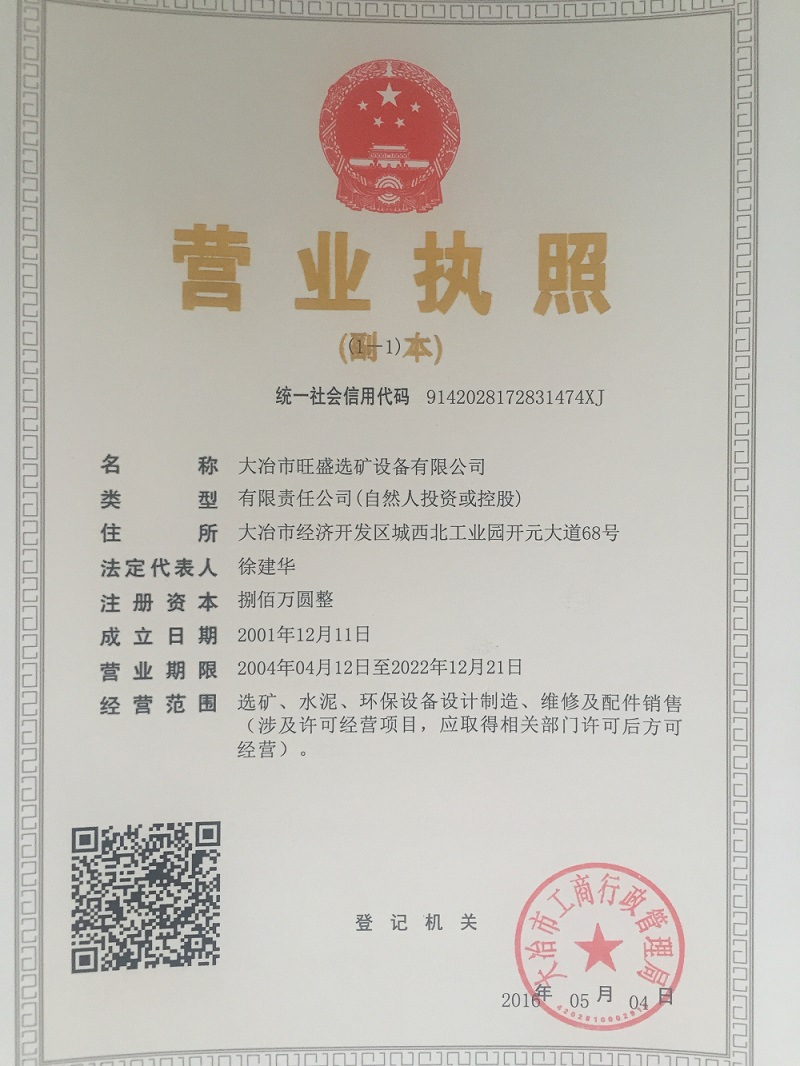 营业执照
(副本)
(1-1)
统一社会信用代码 9142028172831474XJ
名称 大冶市旺盛选矿设备有限公司
类型 有限责任公司(自然人投资或控股)
住所 大冶市经济开发区城西北工业园开元大道68号
法定代表人 徐建华
注册资本 捌佰万圆整
成立日期 2001年12月11日
营业期限 2004年04月12日至2022年12月21日
经营范围 选矿、水泥、环保设备设计制造、维修及配件销售
（涉及许可经营项目，应取得相关部门许可后方可
经营）。
登记机关
大冶市工商行政管理局
2016年05月04日